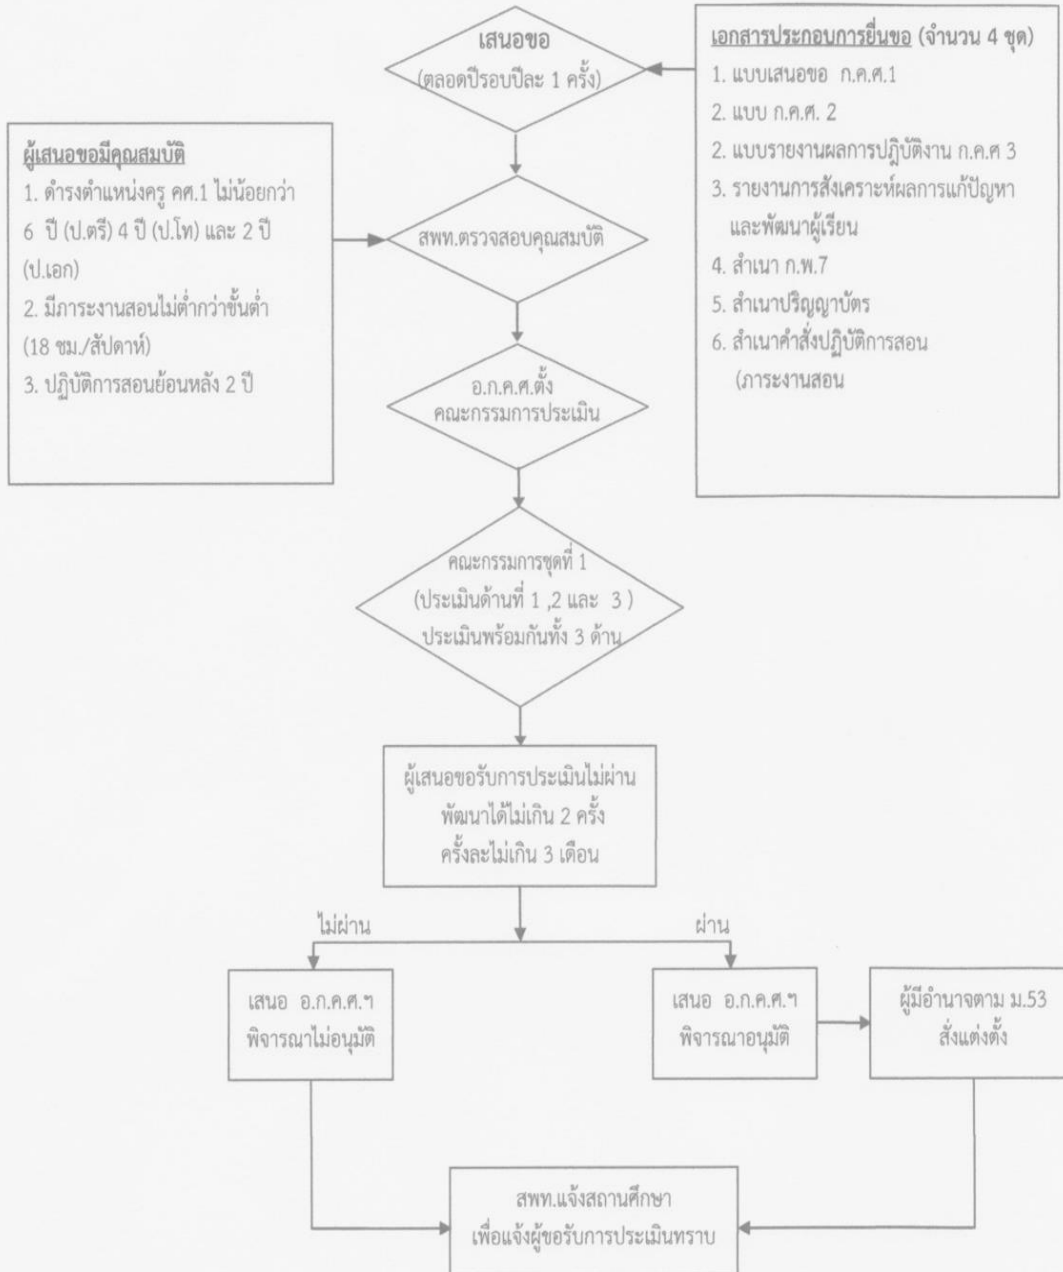 เสนอขอ
(ตลอดปีรอบปีละ 1 ครั้ง)
เอกสารประกอบการยื่นขอ (จำนวน 4 ชุด)
1. แบบเสนอขอ ก.ค.ศ.1
2. แบบ ก.ค.ศ. 2
2. แบบรายงานผลการปฏิบัติงาน ก.ค.ศ 3
3. รายงานการสังเคราะห์ผลการแก้ปัญหา
และพัฒนาผู้เรียน
4. สำเนา ก.พ.7
5. สำเนาปริญญาบัตร
6. สำเนาคำสั่งปฏิบัติการสอน
(ภาระงานสอน
ผู้เสนอขอมีคุณสมบัติ
1. ดำรงตำแหน่งครู คศ.1 ไม่น้อยกว่า
6 ปี (ป.ตรี) 4 ปี (ป.โท) และ 2 ปี
(ป.เอก)
2. มีภาระงานสอนไม่ต่ำกว่าขั้นต่ำ
(18 ชม./สัปดาห์)
3. ปฏิบัติการสอนย้อนหลัง 2 ปี
สพท.ตรวจสอบคุณสมบัติ
อ.ก.ค.ศ.ตั้ง
คณะกรรมการประเมิน
คณะกรรมการชุดที่ 1
(ประเมินด้านที่ 1 ,2 และ 3 )
ประเมินพร้อมกันทั้ง 3 ด้าน
ผู้เสนอขอรับการประเมินไม่ผ่าน
พัฒนาได้ไม่เกิน 2 ครั้ง
ครั้งละไม่เกิน 3 เดือน
ไม่ผ่าน
ผ่าน
เสนอ อ.ก.ค.ศ.ฯ
พิจารณาไม่อนุมัติ
เสนอ อ.ก.ค.ศ.ฯ
พิจารณาอนุมัติ
ผู้มีอำนาจตาม ม.53
สั่งแต่งตั้ง
สพท.แจ้งสถานศึกษา
เพื่อแจ้งผู้ขอรับการประเมินทราบ